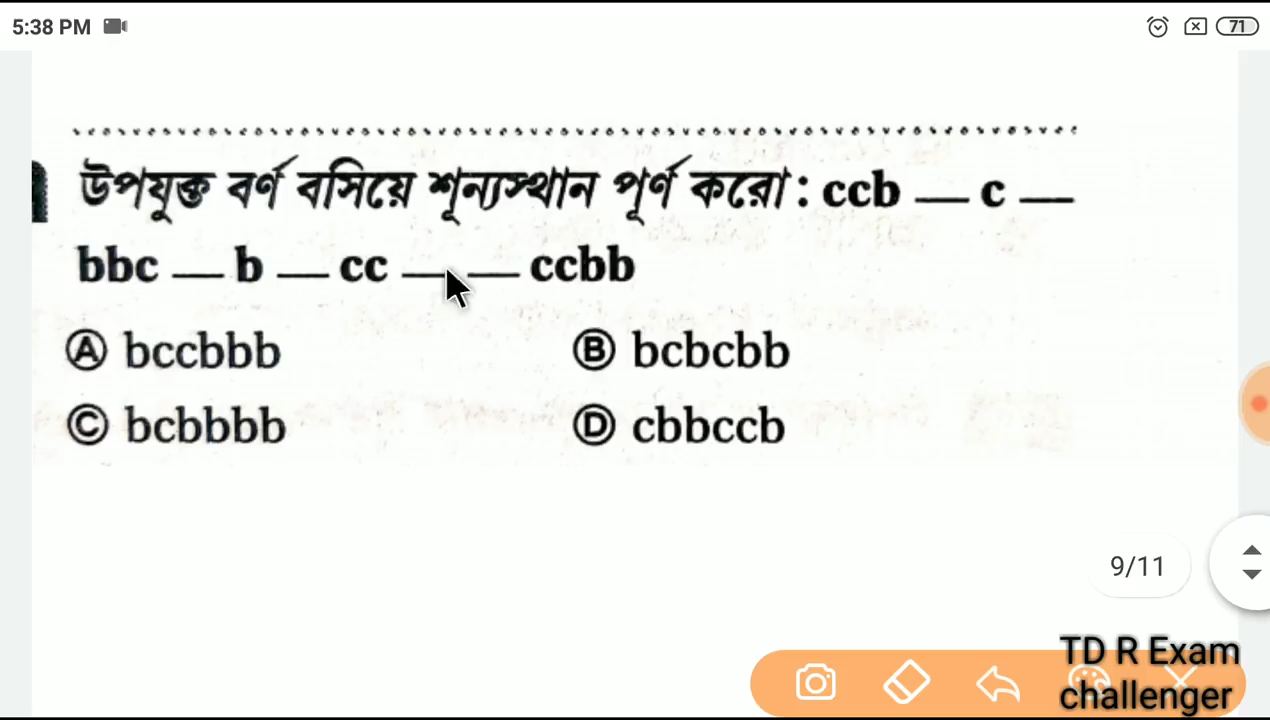 5:38 PM
71
উপযুক্ত বর্ণ বসিয়ে শূন্যস্থান পূর্ণ করো : ccb — c —
bbc — b — cc — — ccbb
Ⓐ bccbbb
Ⓑ bcbcbb
Ⓒ bcbbbb
Ⓓ cbbccb
9/11
TD R Exam
challenger